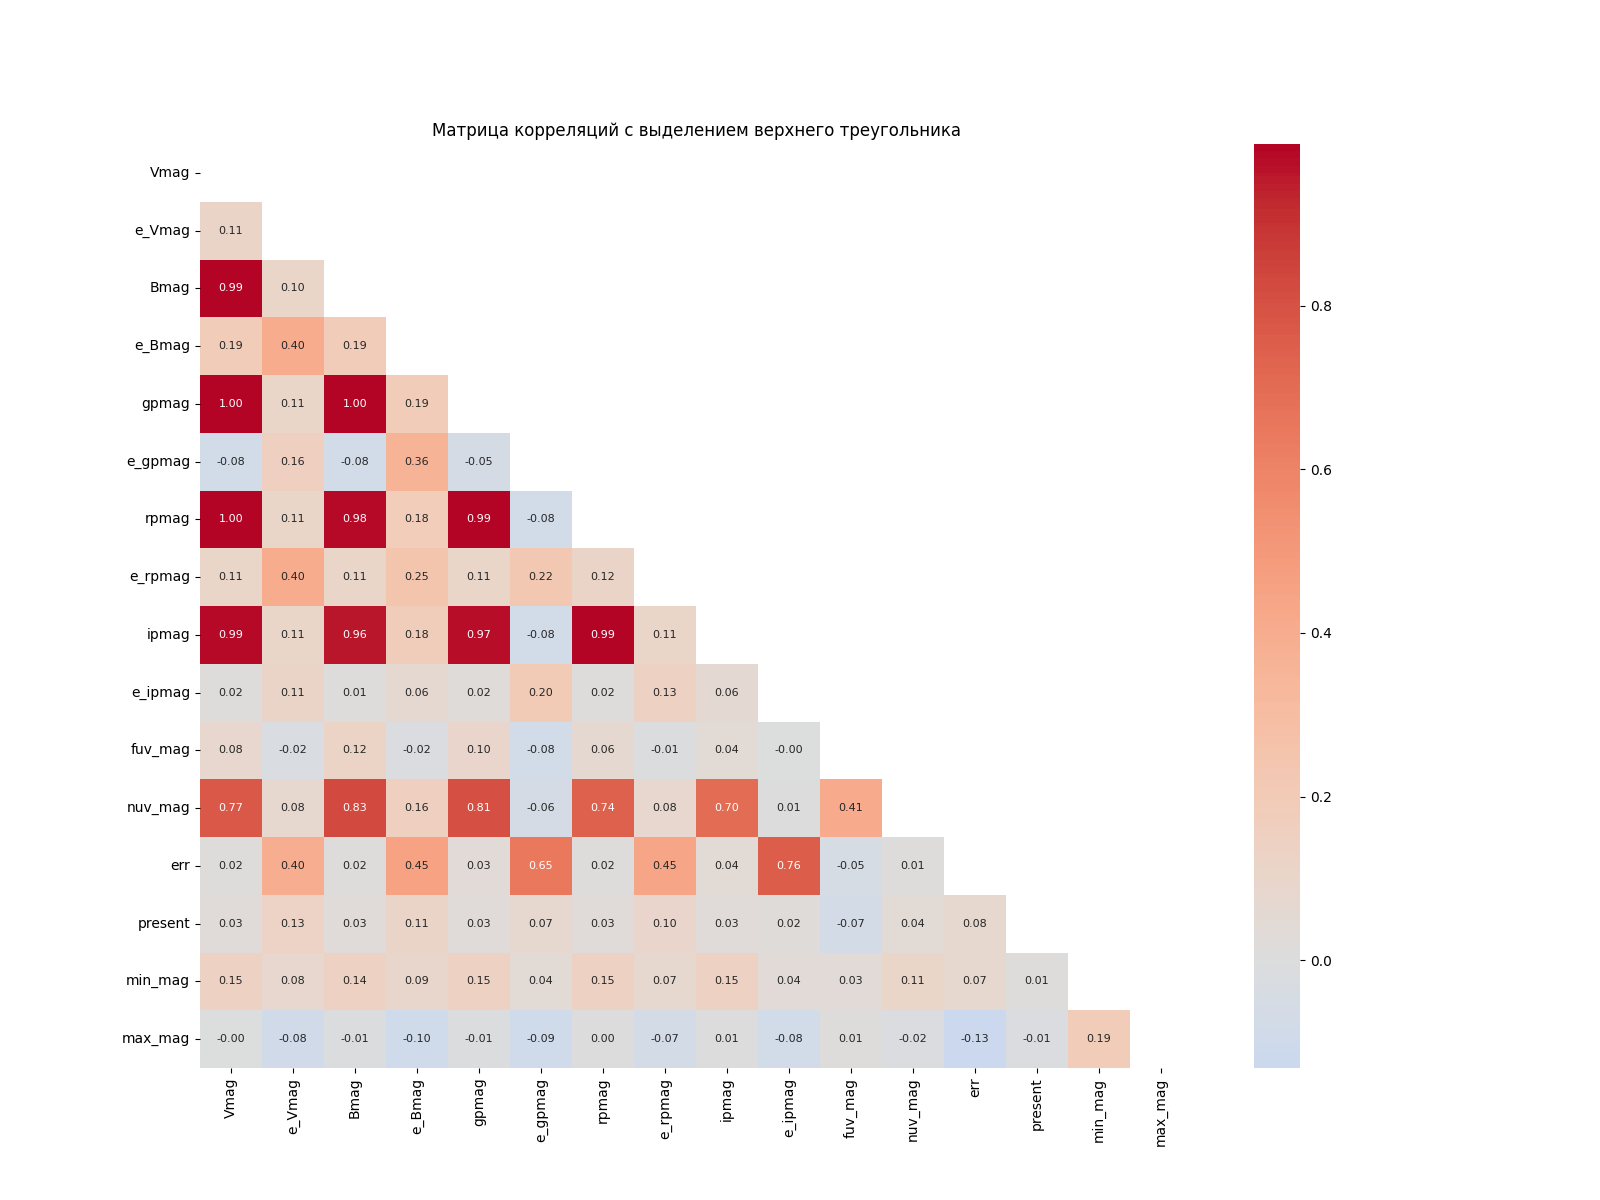 Матрица корреляций с выделением верхнего треугольника
Vmag
e_Vmag 0.11
Bmag 0.99 0.10
e_Bmag 0.19 0.40 0.19
gpmag 1.00 0.11 1.00 0.19
e_gpmag -0.08 0.16 -0.08 0.36 -0.05
rpmag 1.00 0.11 0.98 0.18 0.99 -0.08
e_rpmag 0.11 0.40 0.11 0.25 0.11 0.22 0.12
ipmag 0.99 0.11 0.96 0.18 0.97 -0.08 0.99 0.11
e_ipmag 0.02 0.11 0.01 0.06 0.02 0.20 0.02 0.13 0.06
fuv_mag 0.08 -0.02 0.12 -0.02 0.10 -0.08 0.06 -0.01 0.04 -0.00
nuv_mag 0.77 0.08 0.83 0.16 0.81 -0.06 0.74 0.08 0.70 0.01 0.41
err 0.02 0.40 0.02 0.45 0.03 0.65 0.02 0.45 0.04 0.76 -0.05 0.01
present 0.03 0.13 0.03 0.11 0.03 0.07 0.03 0.10 0.03 0.02 -0.07 0.04 0.08
min_mag 0.15 0.08 0.14 0.09 0.15 0.04 0.15 0.07 0.15 0.04 0.03 0.11 0.07 0.01
max_mag -0.00 -0.08 -0.01 -0.10 -0.01 -0.09 0.00 -0.07 0.01 -0.08 0.01 -0.02 -0.13 -0.01 0.19
Vmag e_Vmag Bmag e_Bmag gpmag e_gpmag rpmag e_rpmag ipmag e_ipmag fuv_mag nuv_mag err present min_mag max_mag
0.8
0.6
0.4
0.2
0.0